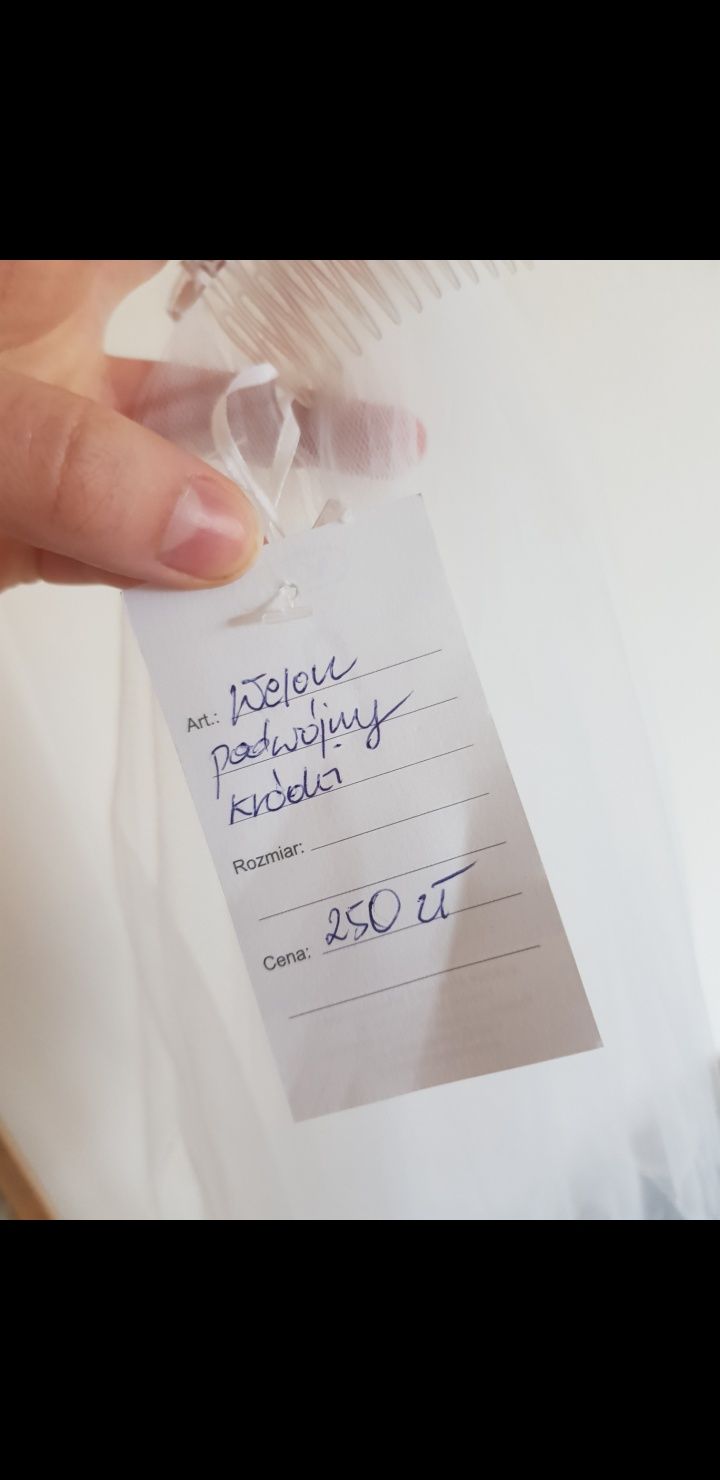 Art.: Welon
podwójny
krótki
Rozmiar:
Cena: 250 zł